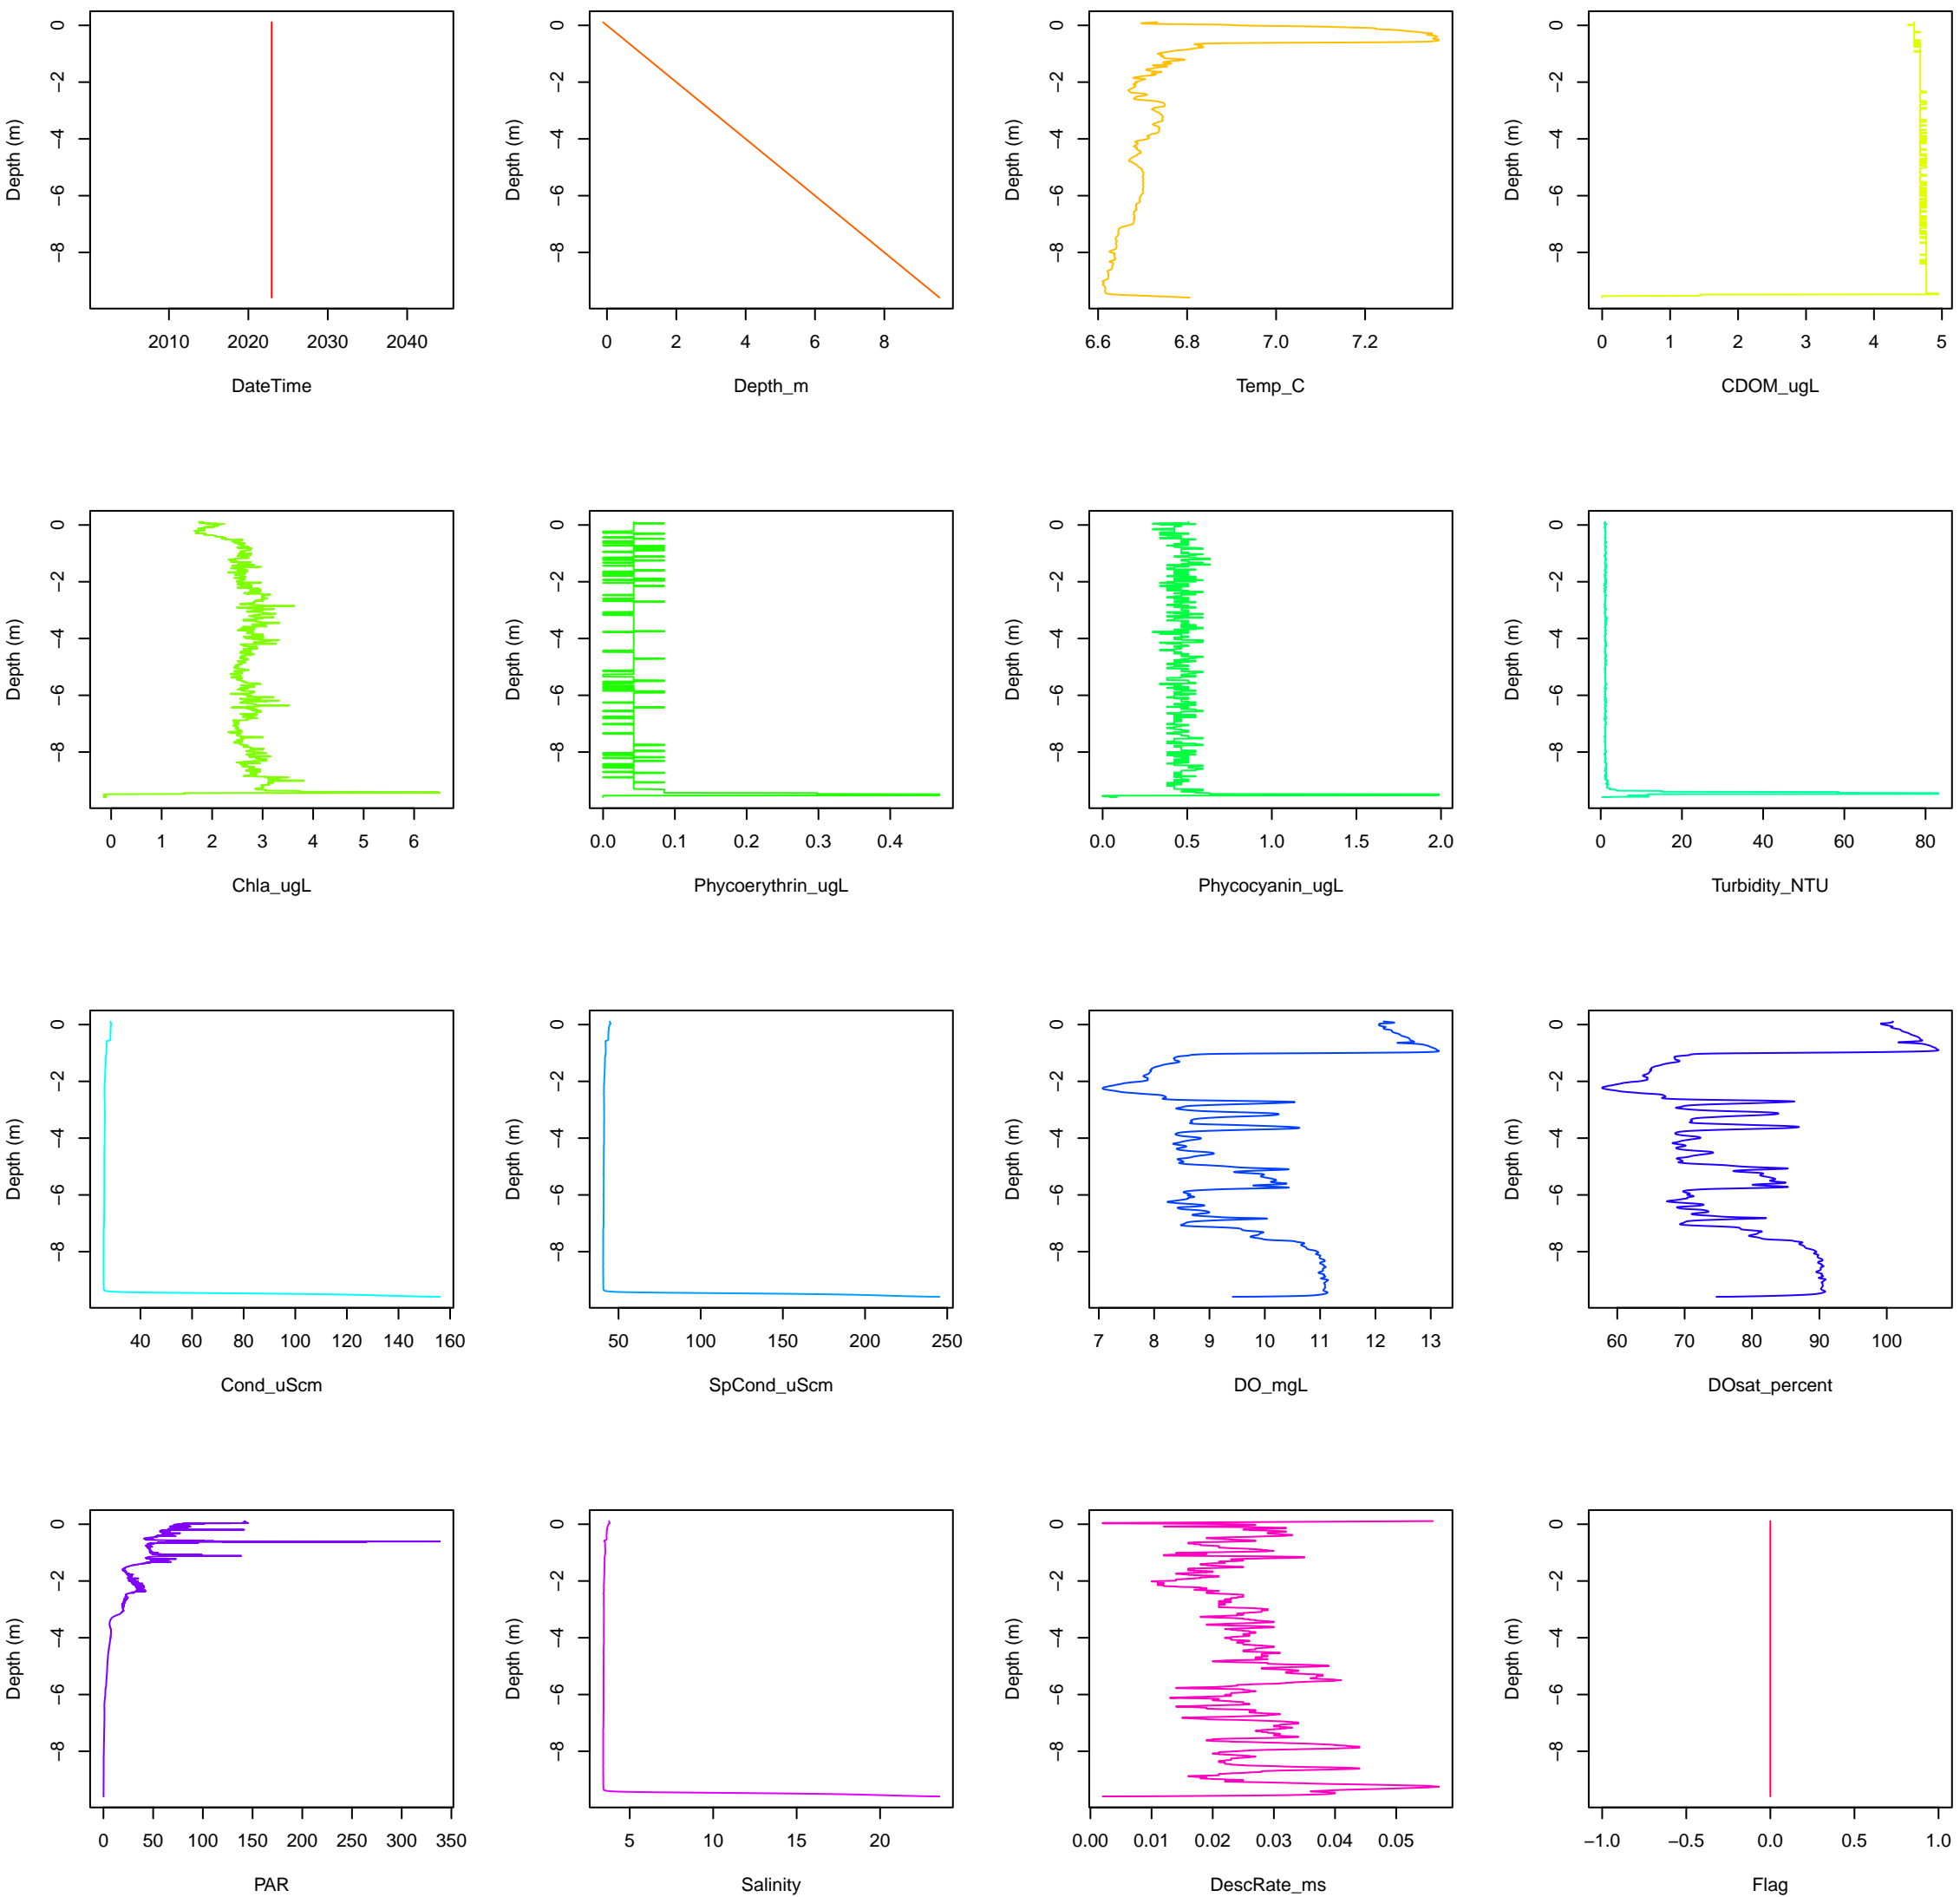 Depth (m)
0
−2
−4
−6
−8
2010 2020 2030 2040
DateTime
Depth (m)
0
−2
−4
−6
−8
0 2 4 6 8
Depth_m
Depth (m)
0
−2
−4
−6
−8
6.6 6.8 7.0 7.2
Temp_C
Depth (m)
0
−2
−4
−6
−8
0 1 2 3 4 5
CDOM_ugL
Depth (m)
0
−2
−4
−6
−8
0 1 2 3 4 5 6
Chla_ugL
Depth (m)
0
−2
−4
−6
−8
0.0 0.1 0.2 0.3 0.4
Phycoerythrin_ugL
Depth (m)
0
−2
−4
−6
−8
0.0 0.5 1.0 1.5 2.0
Phycocyanin_ugL
Depth (m)
0
−2
−4
−6
−8
0 20 40 60 80
Turbidity_NTU
Depth (m)
0
−2
−4
−6
−8
40 60 80 100 120 140 160
Cond_uScm
Depth (m)
0
−2
−4
−6
−8
50 100 150 200 250
SpCond_uScm
Depth (m)
0
−2
−4
−6
−8
7 8 9 10 11 12 13
DO_mgL
Depth (m)
0
−2
−4
−6
−8
60 70 80 90 100
DOsat_percent
Depth (m)
0
−2
−4
−6
−8
0 50 100 150 200 250 300 350
PAR
Depth (m)
0
−2
−4
−6
−8
5 10 15 20
Salinity
Depth (m)
0
−2
−4
−6
−8
0.00 0.01 0.02 0.03 0.04 0.05
DescRate_ms
Depth (m)
0
−2
−4
−6
−8
−1.0 −0.5 0.0 0.5 1.0
Flag